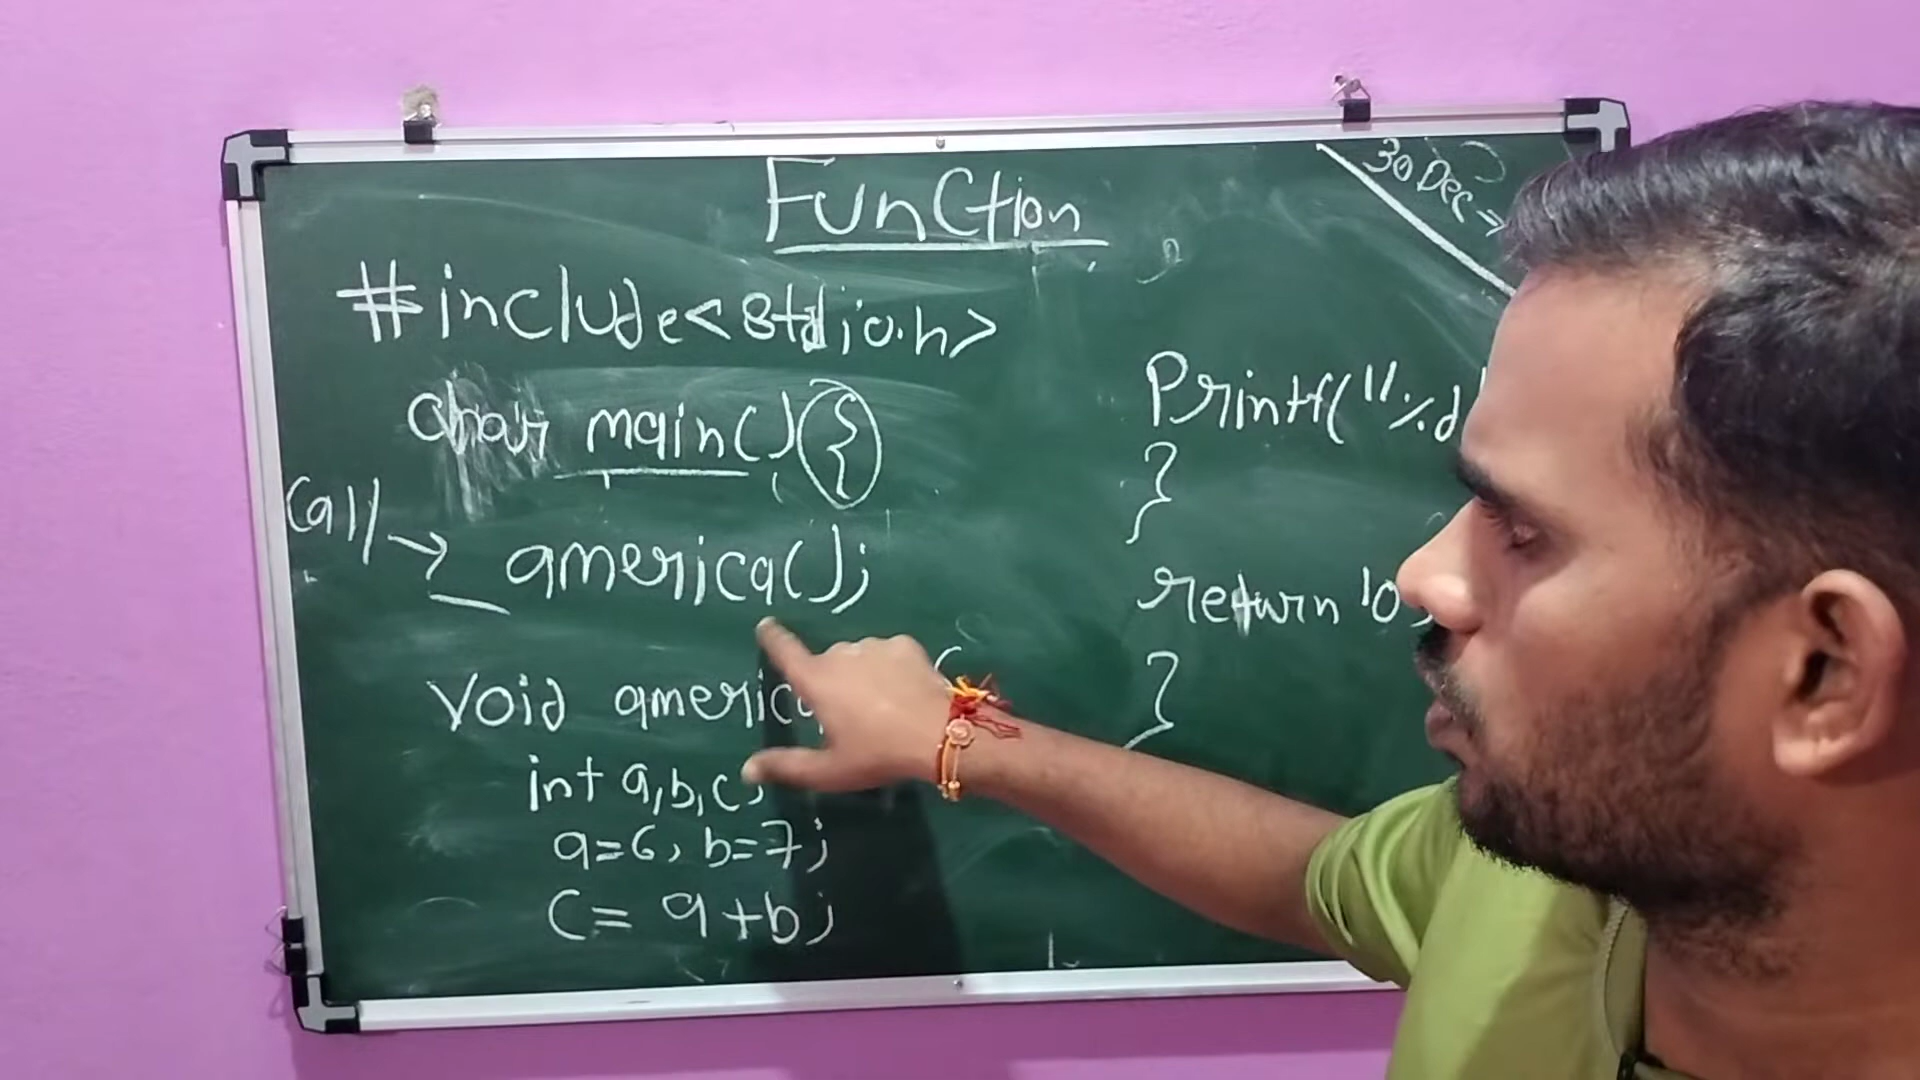 Function
30 Dec →
#include<stdio.h>
char main() {
call → america();
void americ
int a,b,c;
a=6, b=7;
c= a+b;
Printf("%d
}
return '0
}